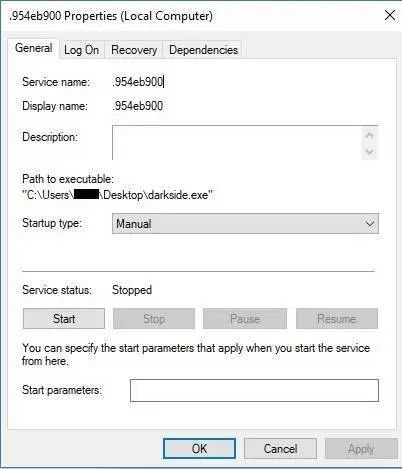 .954eb900 Properties (Local Computer)
General Log On Recovery Dependencies
Service name: .954eb900
Display name: .954eb900
Description:
Path to executable:
"C:\Users\ \Desktop\darkside.exe"
Startup type: Manual
Service status: Stopped
Start Stop Pause Resume
You can specify the start parameters that apply when you start the service
from here.
Start parameters:
OK Cancel Apply